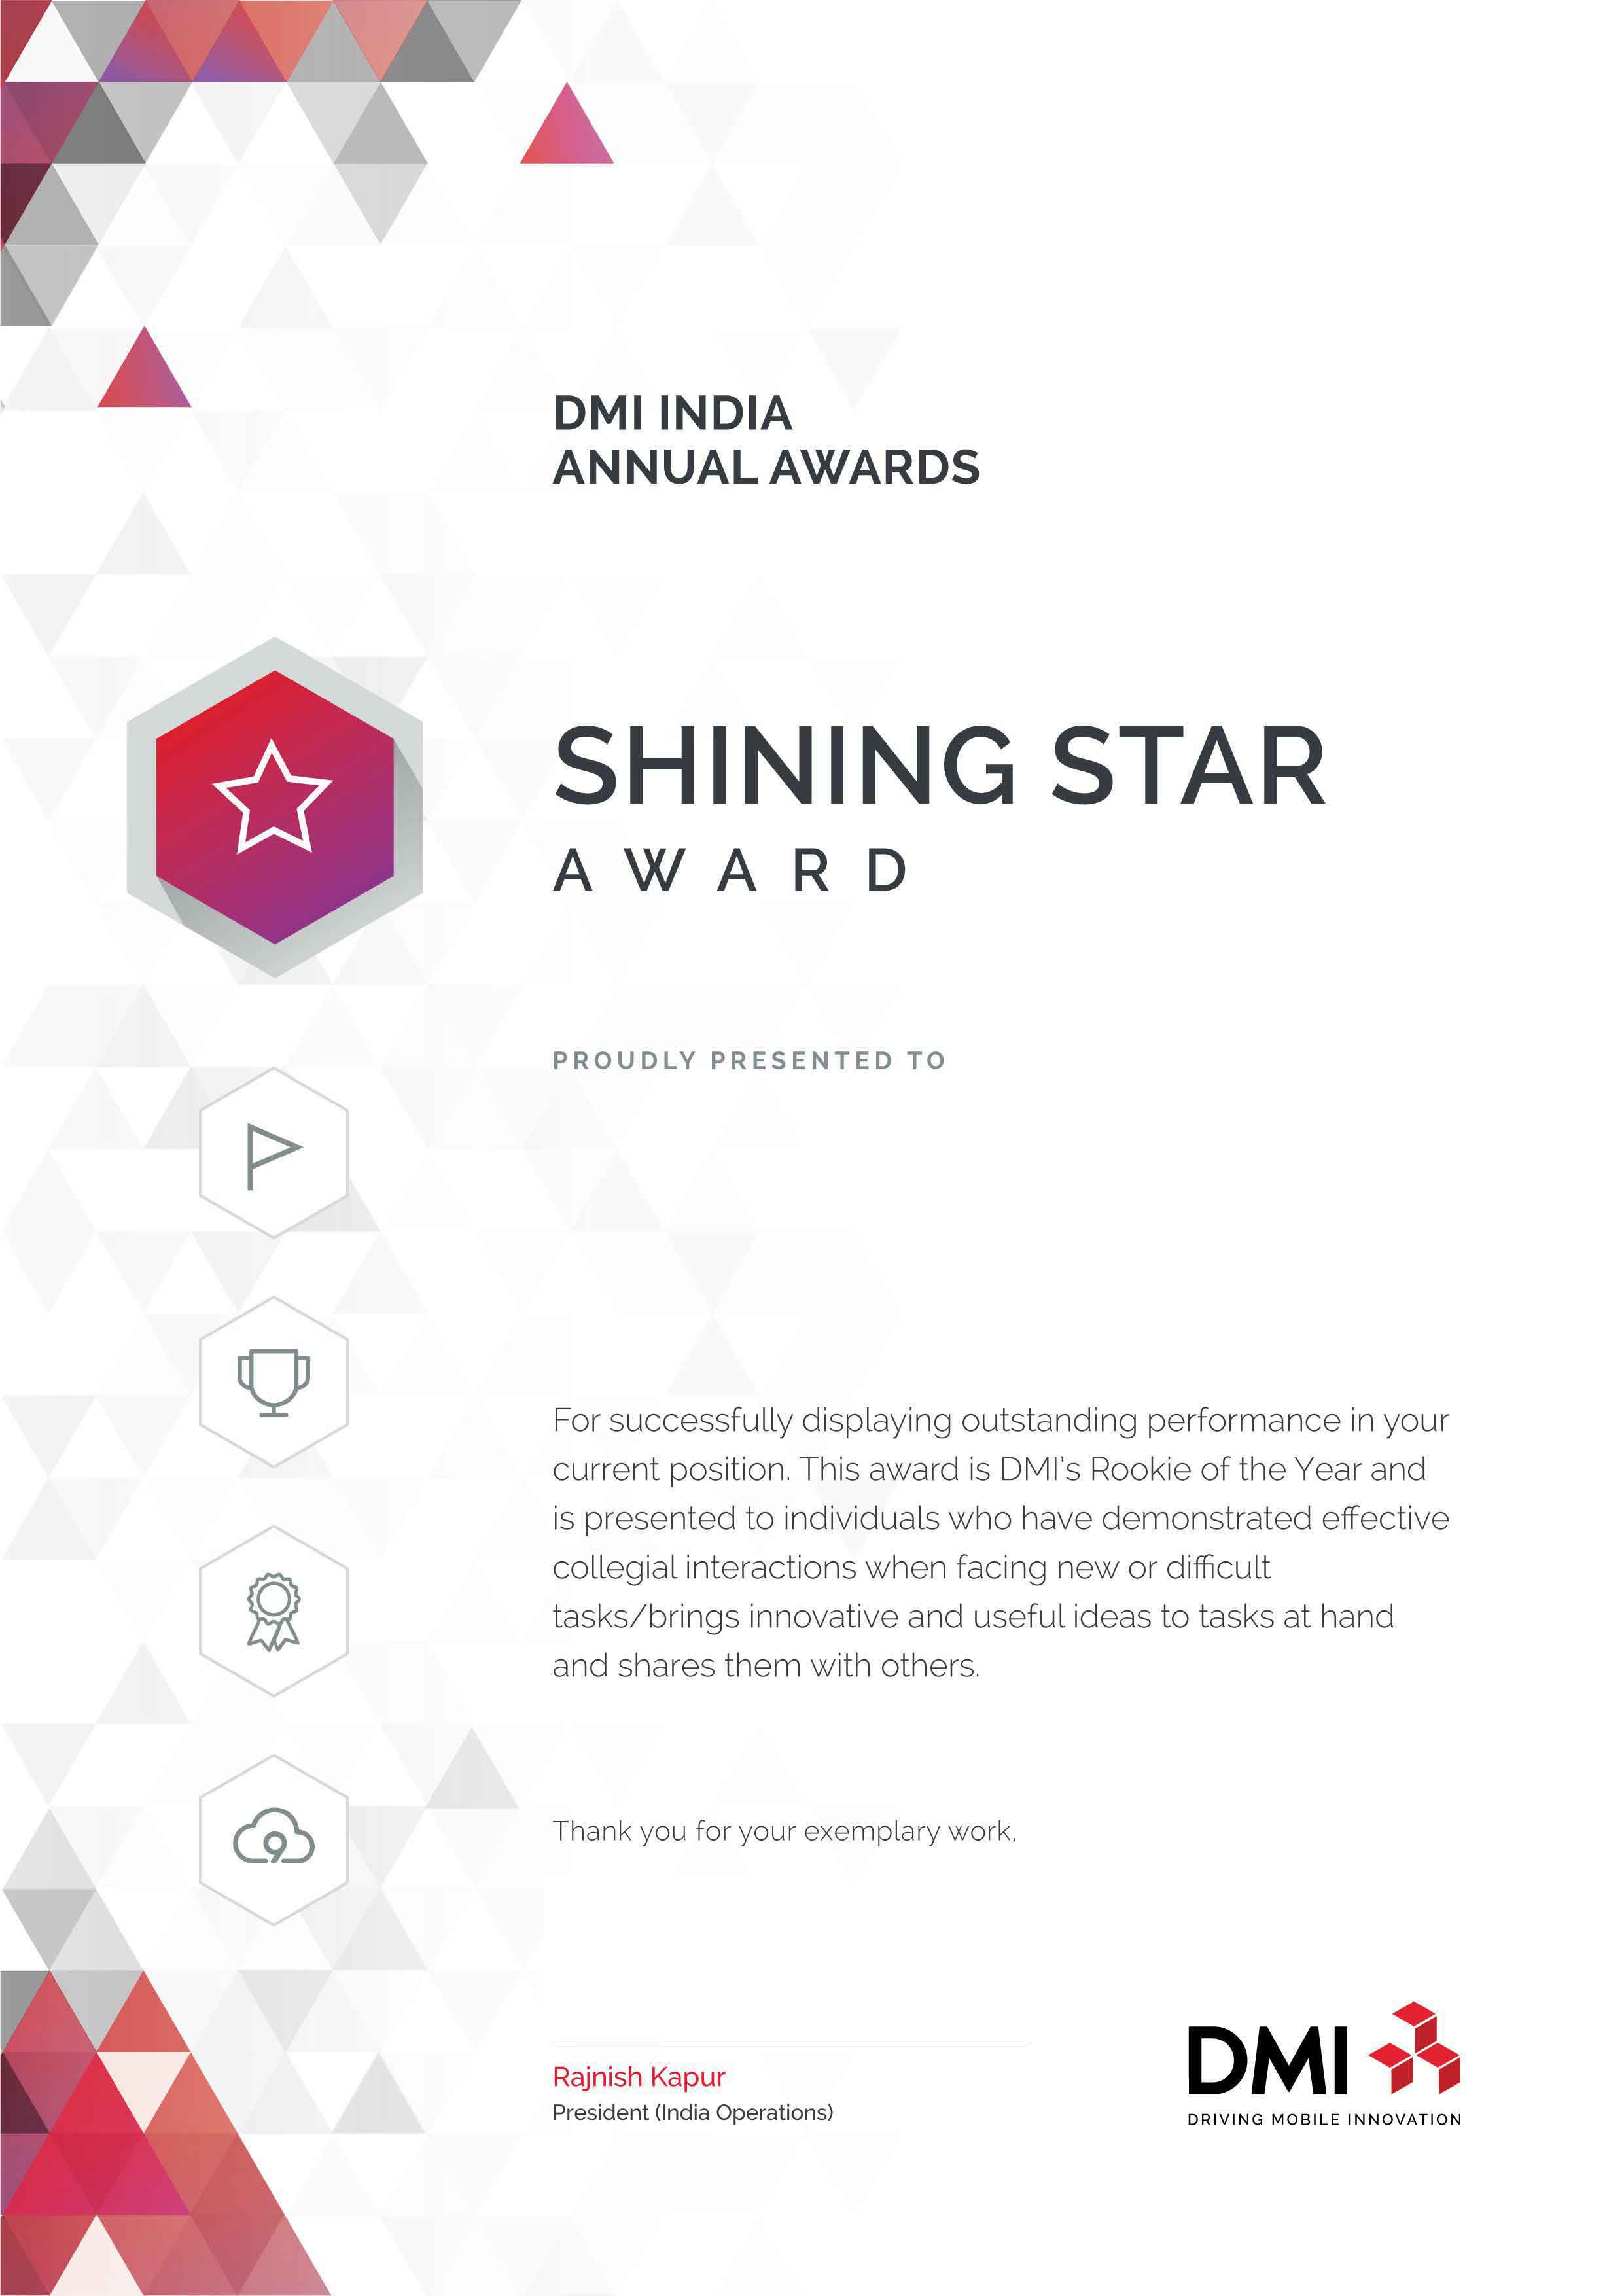 DMI INDIA
ANNUAL AWARDS
SHINING STAR
AWARD
PROUDLY PRESENTED TO
For successfully displaying outstanding performance in your
current position. This award is DMI's Rookie of the Year and
is presented to individuals who have demonstrated effective
collegial interactions when facing new or difficult
tasks/brings innovative and useful ideas to tasks at hand
and shares them with others.
Thank you for your exemplary work,
Rajnish Kapur
President (India Operations)
DMI
DRIVING MOBILE INNOVATION
9